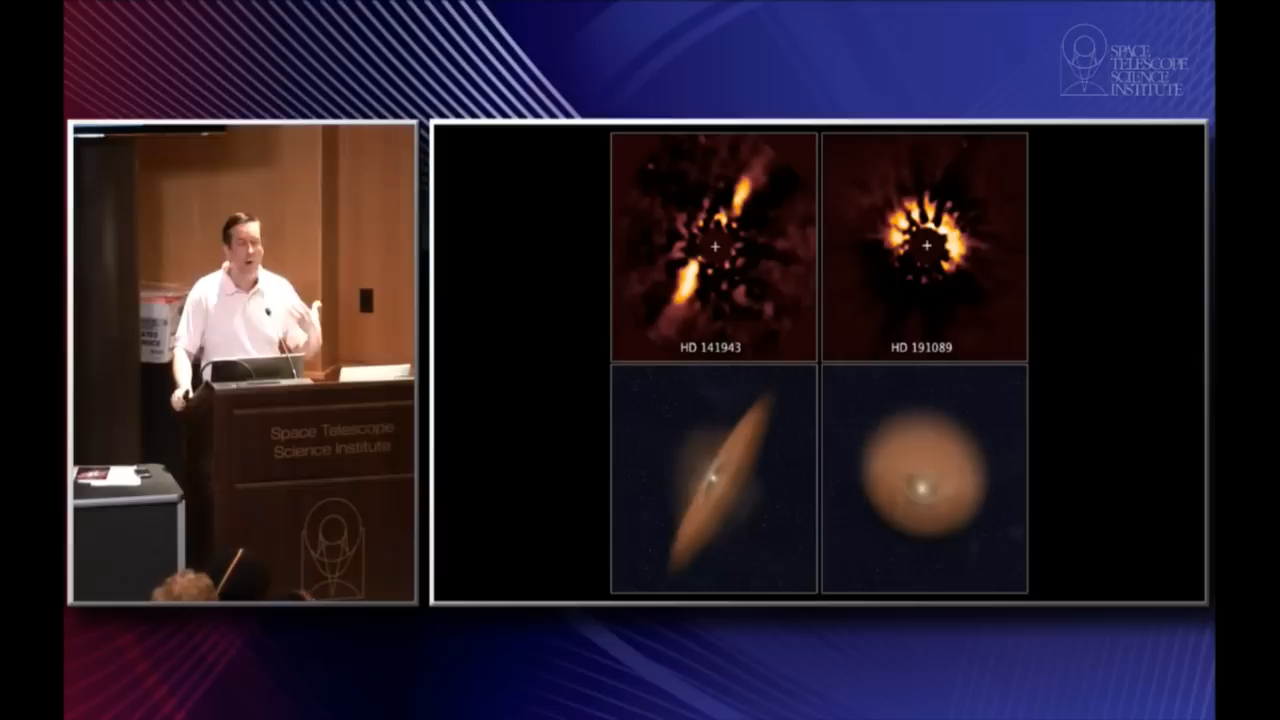 SPACE
TELESCOPE
SCIENCE
INSTITUTE
HD 141943
HD 191089
Space Telescope
Science Institute